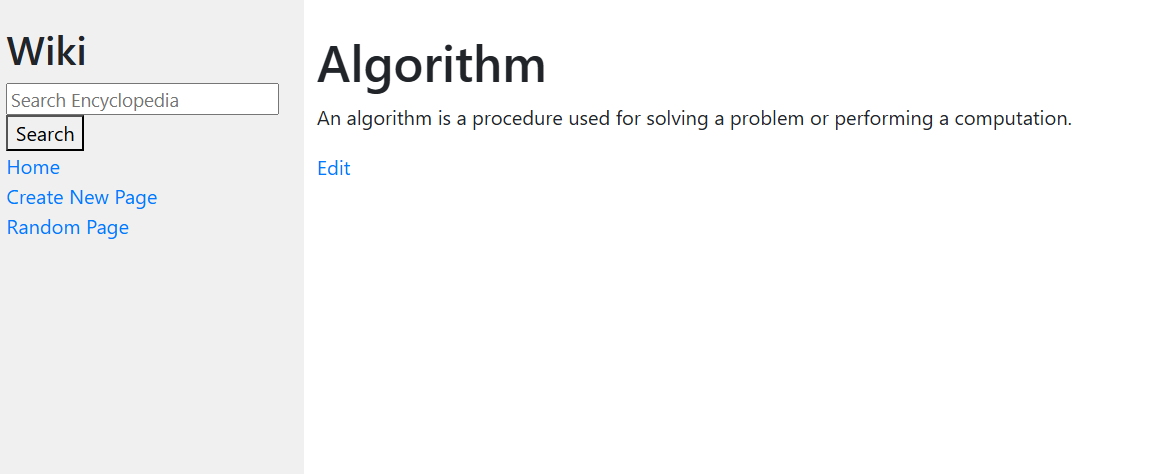 Wiki
Search Encyclopedia
Search
Home
Create New Page
Random Page
Algorithm
An algorithm is a procedure used for solving a problem or performing a computation.
Edit